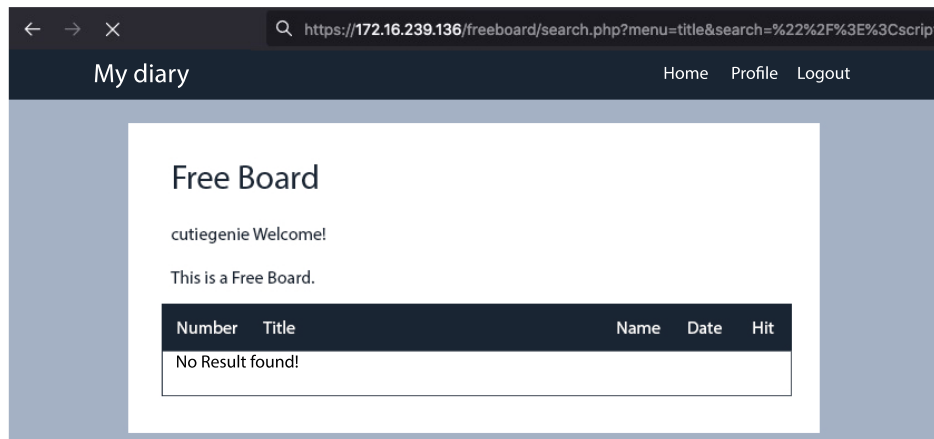 https://172.16.239.136/freeboard/search.php?menu=title&search=%22%2F%3E%3Cscrip
My diary Home Profile Logout
Free Board
cutiegenie Welcome!
This is a Free Board.
Number Title Name Date Hit
No Result found!